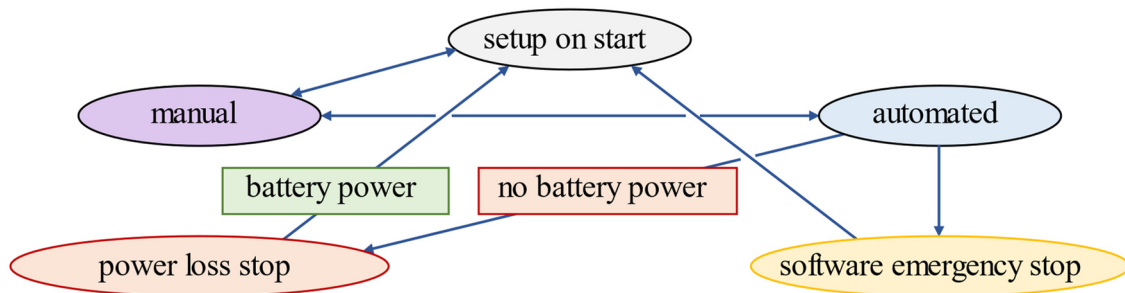 setup on start
manual
automated
battery power
no battery power
power loss stop
software emergency stop